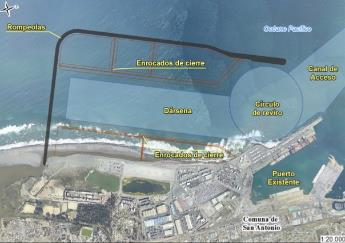 Rompeolas
Océano Pacífico
Canal de
Acceso
Enrocados de cierre
Dársena
Círculo
de reviro
Enrocados de cierre
Puerto
Existente
Comuna de
San Antonio
1:20.000